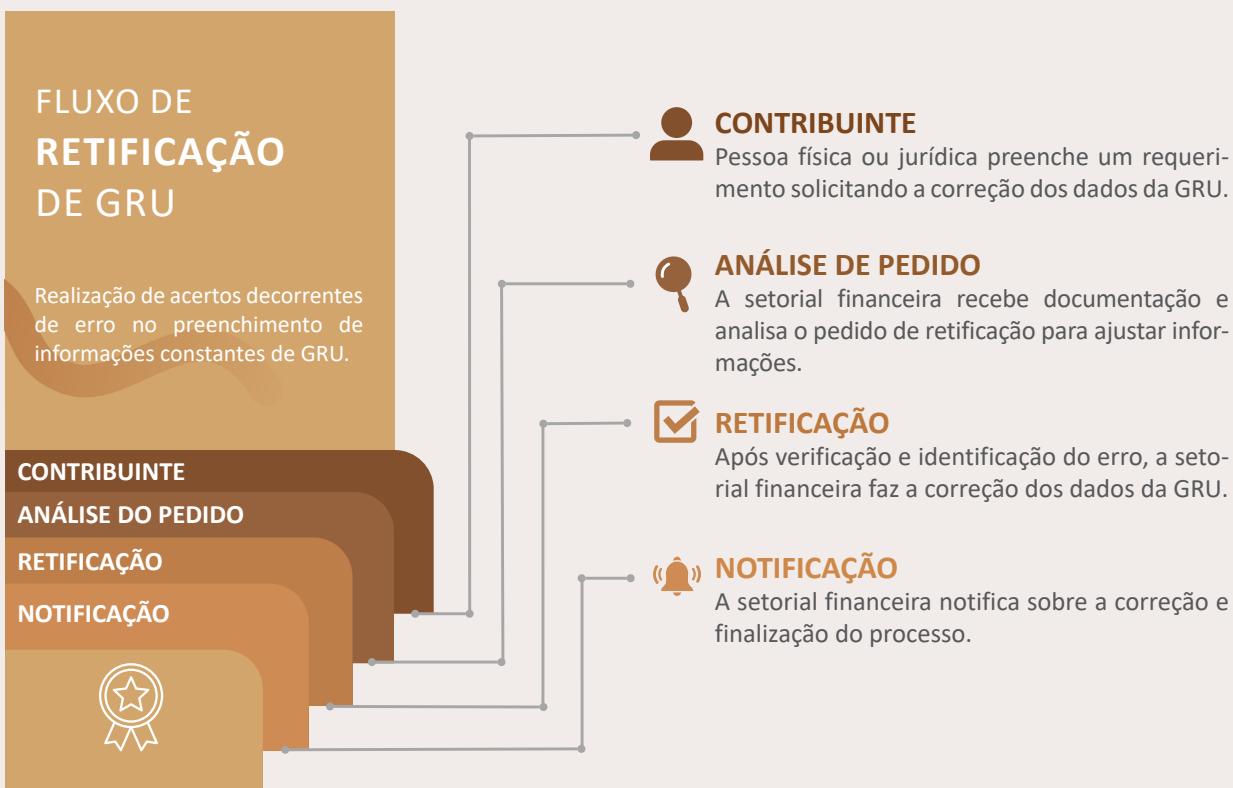 FLUXO DE
RETIFICAÇÃO
DE GRU
Realização de acertos decorrentes
de erro no preenchimento de
informações constantes de GRU.
CONTRIBUINTE
ANÁLISE DO PEDIDO
RETIFICAÇÃO
NOTIFICAÇÃO
CONTRIBUINTE
Pessoa física ou jurídica preenche um requeri-
mento solicitando a correção dos dados da GRU.
ANÁLISE DE PEDIDO
A setorial financeira recebe documentação e
analisa o pedido de retificação para ajustar infor-
mações.
RETIFICAÇÃO
Após verificação e identificação do erro, a seto-
rial financeira faz a correção dos dados da GRU.
NOTIFICAÇÃO
A setorial financeira notifica sobre a correção e
finalização do processo.